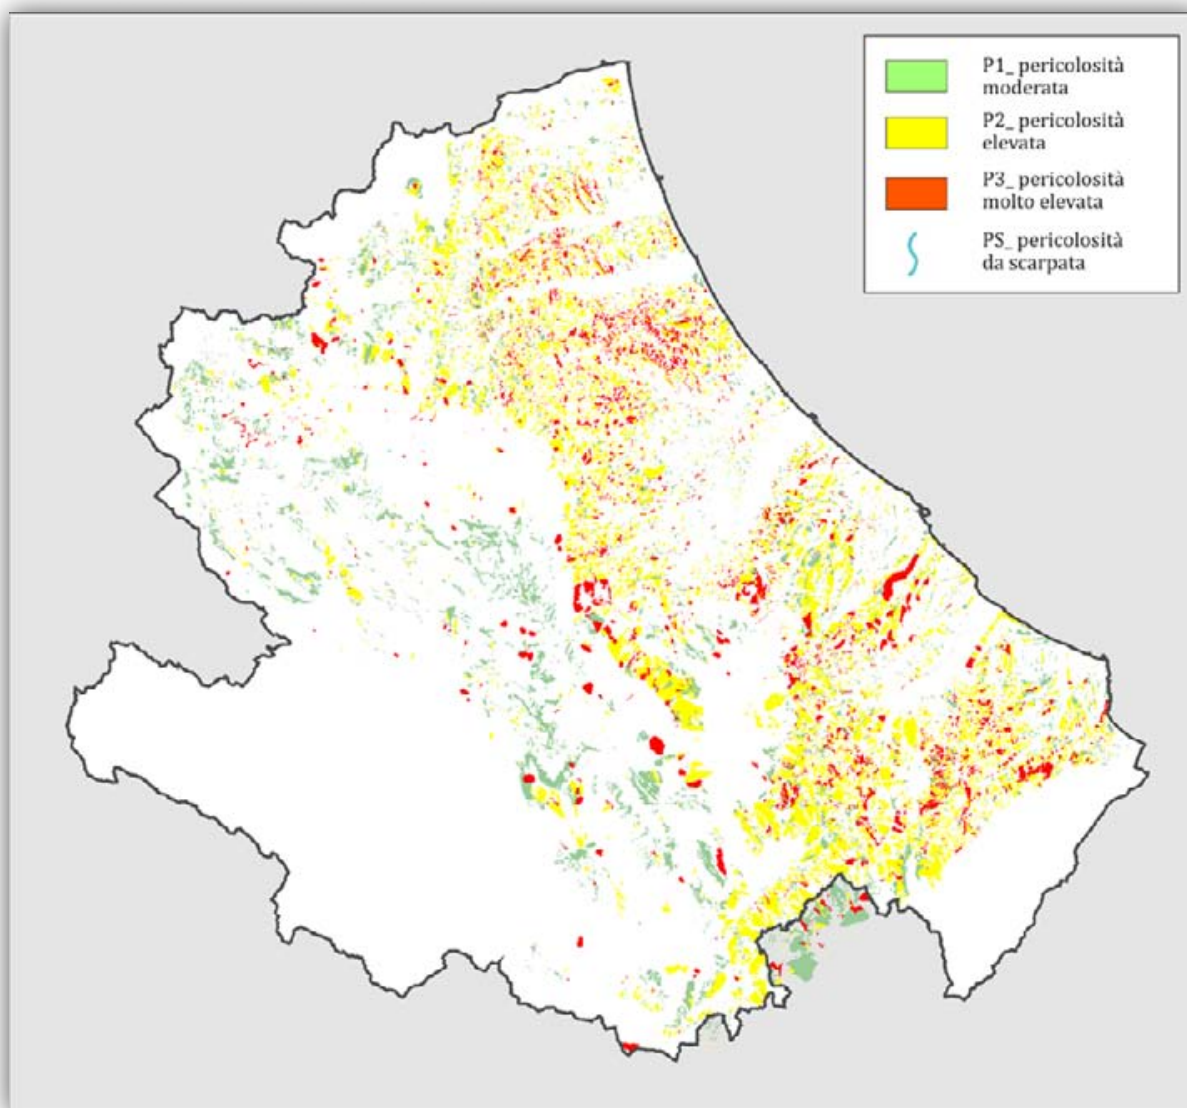 P1_ pericolosità
moderata
P2_ pericolosità
elevata
P3_ pericolosità
molto elevata
PS_ pericolosità
da scarpata